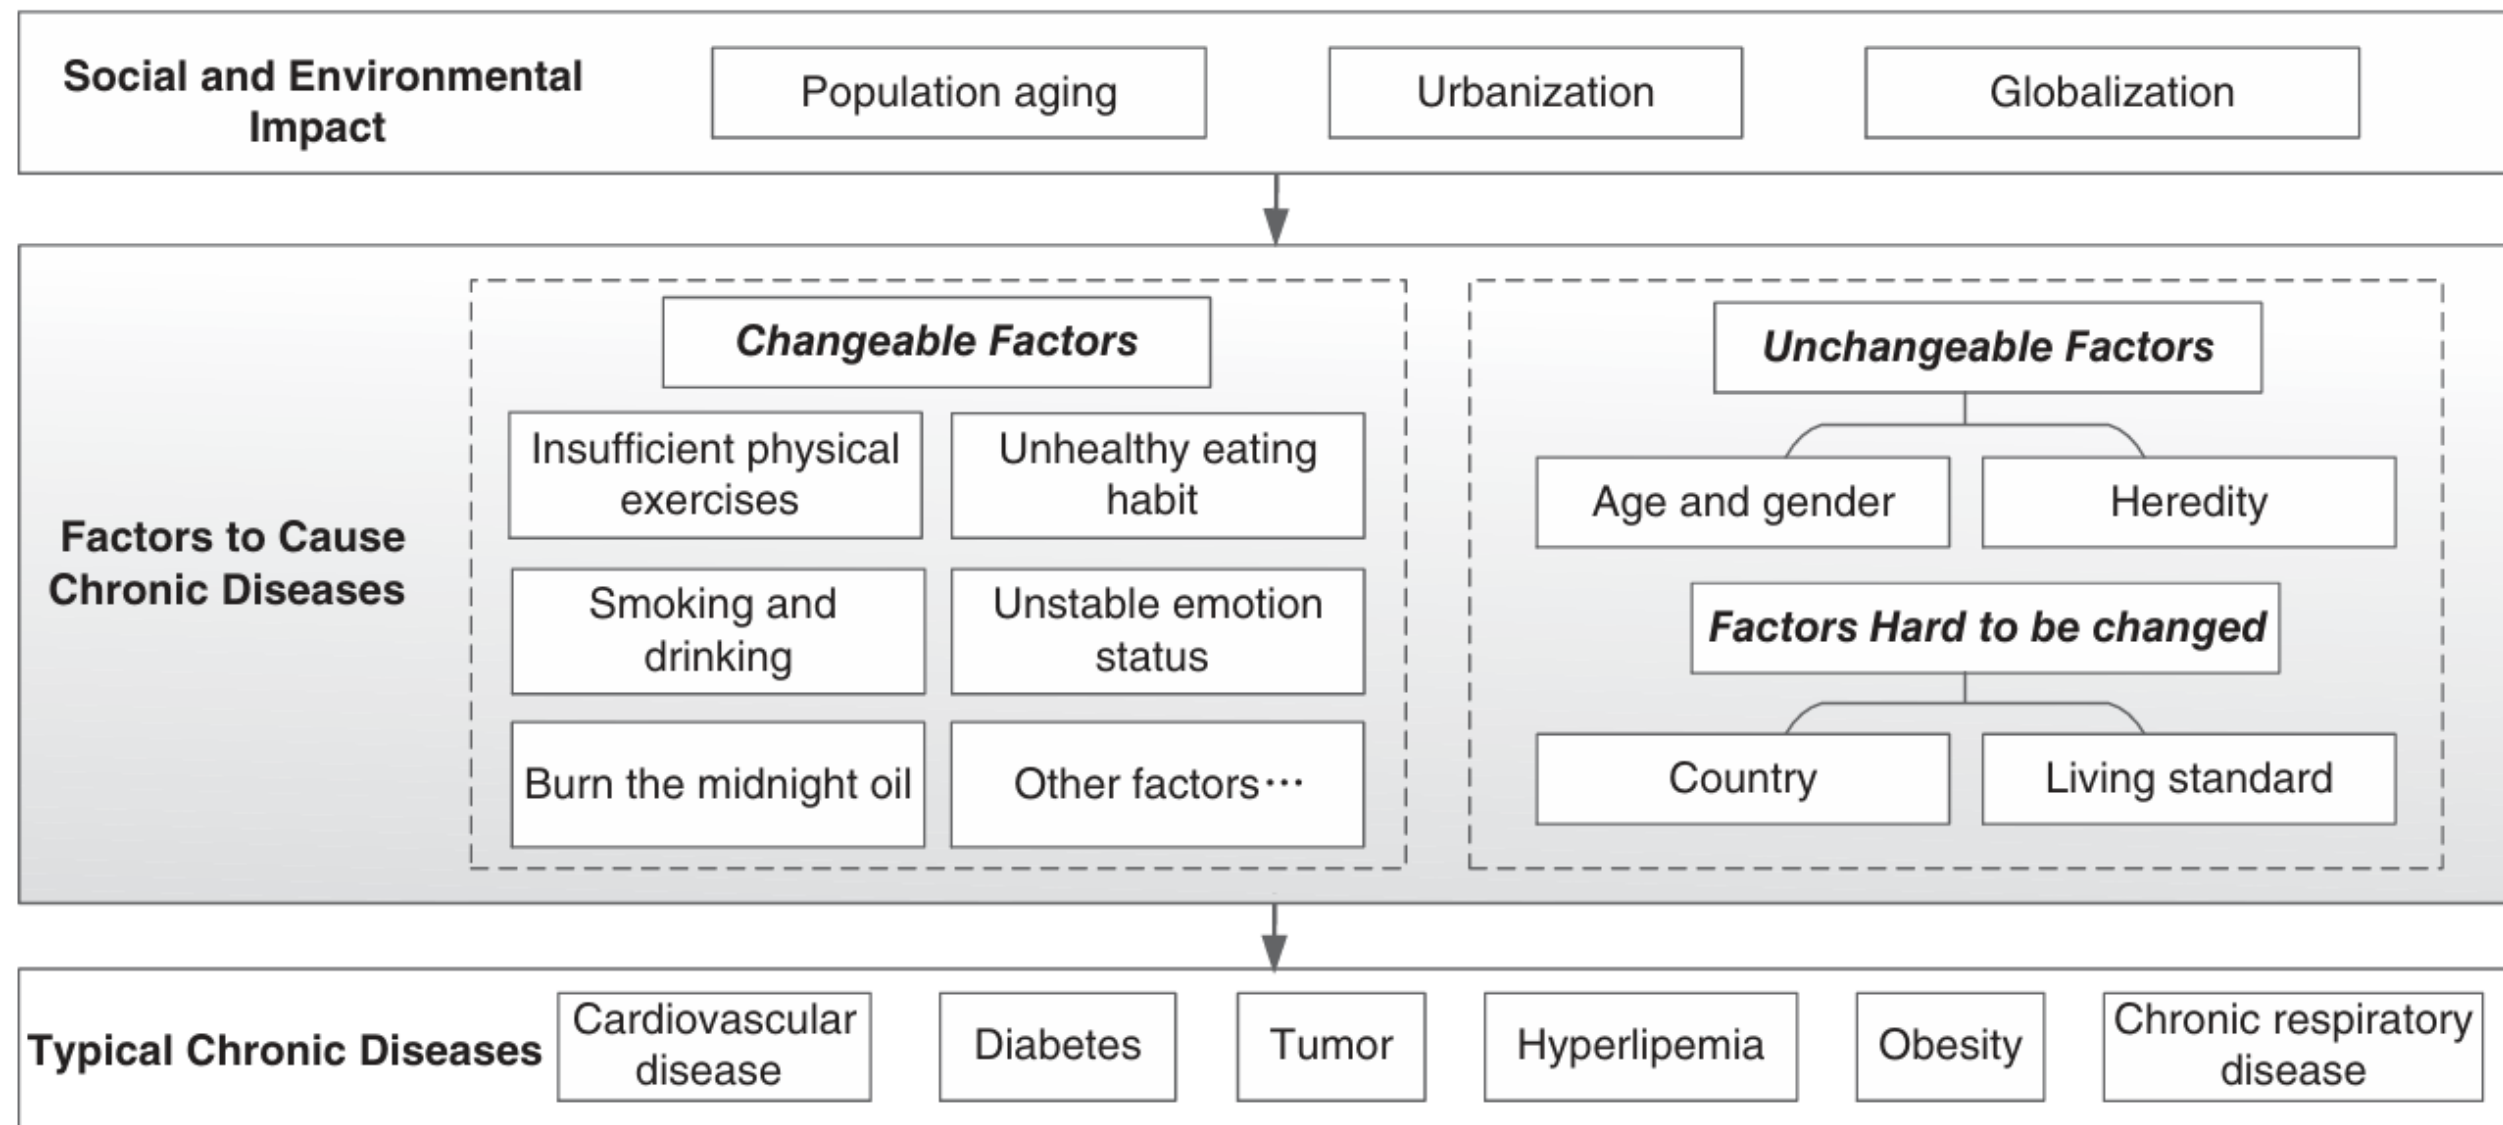 Social and Environmental
Impact
Population aging
Urbanization
Globalization
Factors to Cause
Chronic Diseases
Changeable Factors
Insufficient physical
exercises
Unhealthy eating
habit
Smoking and
drinking
Unstable emotion
status
Burn the midnight oil
Other factors···
Unchangeable Factors
Age and gender
Heredity
Factors Hard to be changed
Country
Living standard
Typical Chronic Diseases
Cardiovascular
disease
Diabetes
Tumor
Hyperlipemia
Obesity
Chronic respiratory
disease